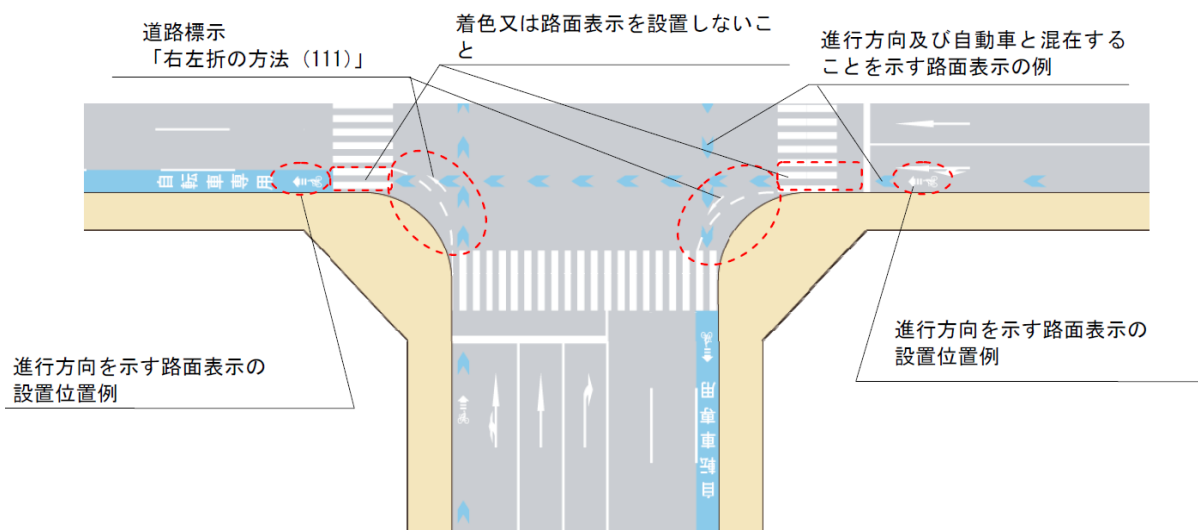 道路標示
「右左折の方法（111）」
着色又は路面表示を設置しないこ
と
進行方向及び自動車と混在する
ことを示す路面表示の例
自転車専用
進行方向を示す路面表示の
設置位置例
進行方向を示す路面表示の
設置位置例
自転車専用